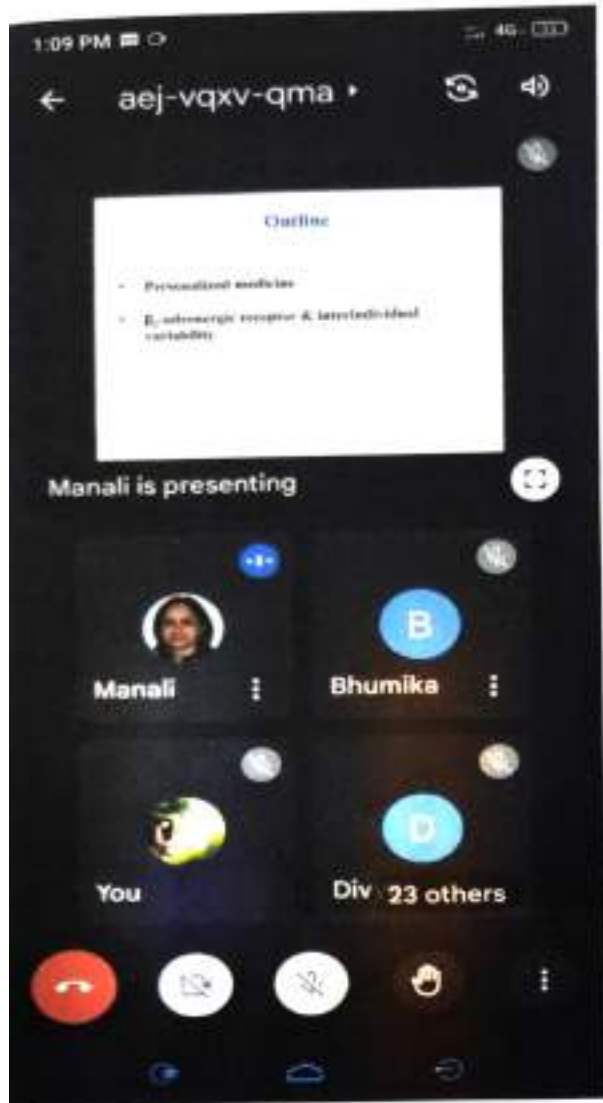 1:09 PM
4G
aej-vqxv-qma
Outline
• Personalized medicine
• β, -adrenergic receptor & interindividual
variability
Manali is presenting
Manali
B
Bhumika
You
D
Div 23 others